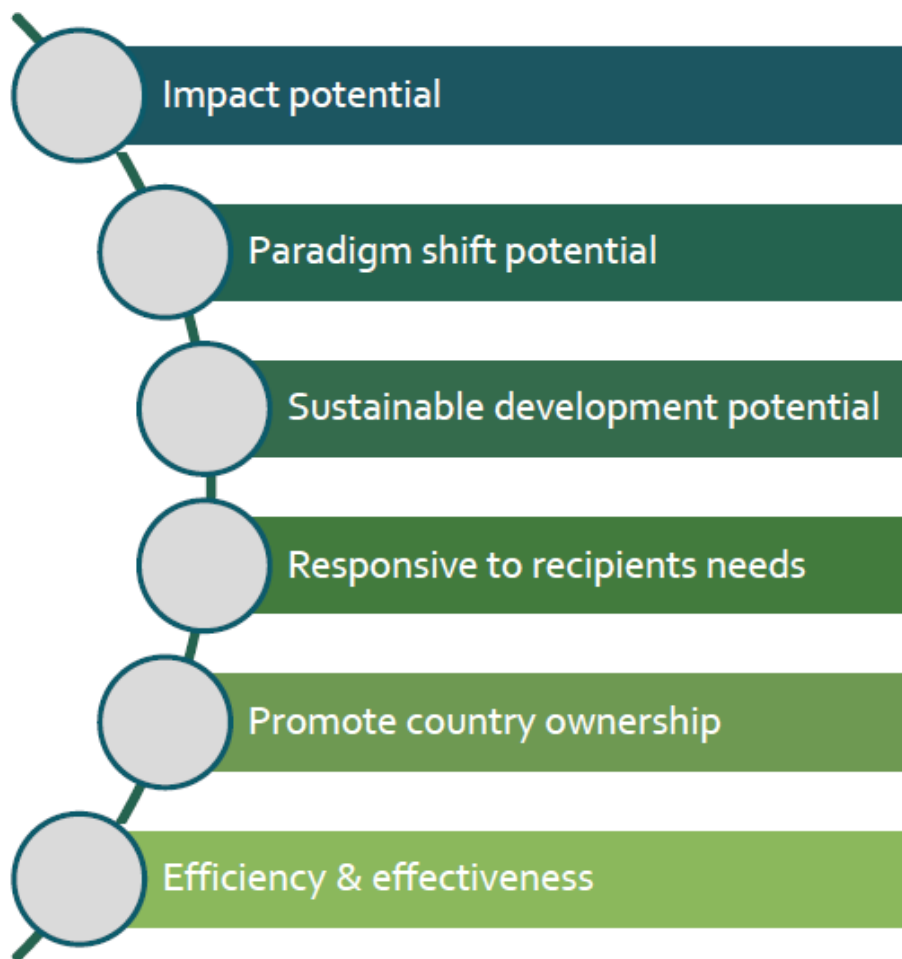 Impact potential
Paradigm shift potential
Sustainable development potential
Responsive to recipients needs
Promote country ownership
Efficiency & effectiveness